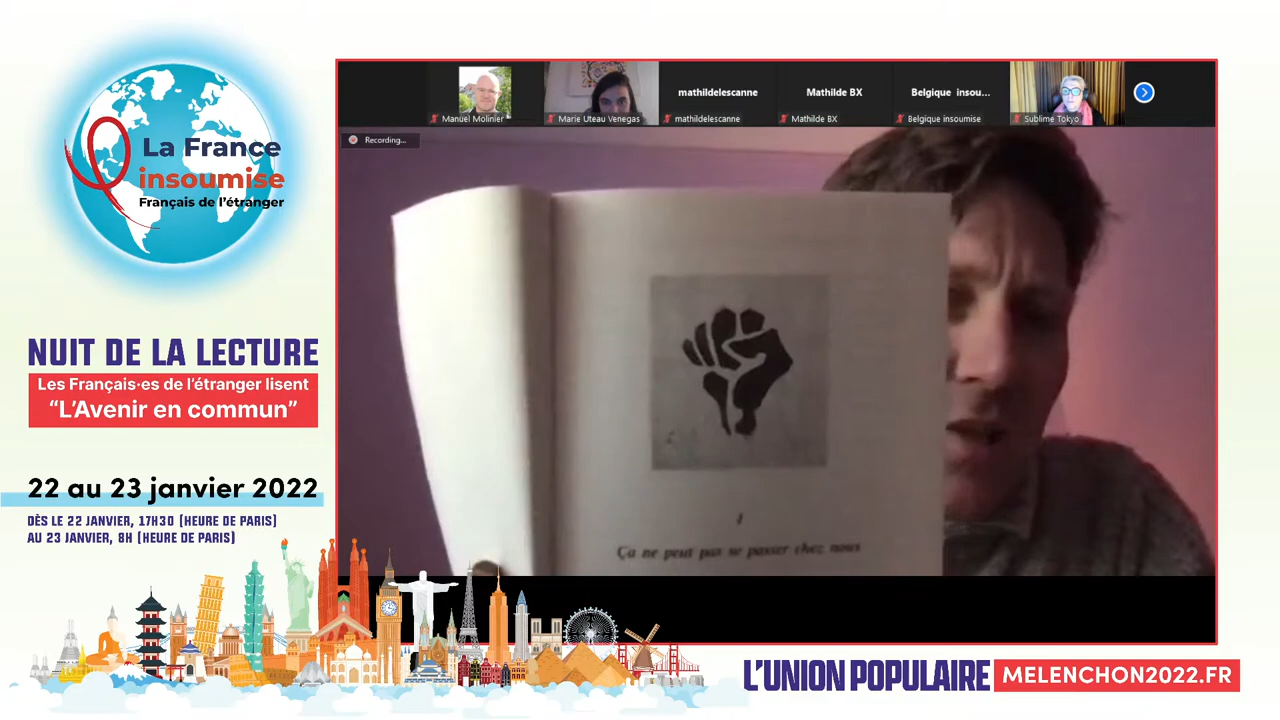 La France
insoumise
Français de l'étranger
NUIT DE LA LECTURE
Les Français·es de l'étranger lisent
“L'Avenir en commun”
22 au 23 janvier 2022
DÈS LE 22 JANVIER, 17H30 (HEURE DE PARIS)
AU 23 JANVIER, 8H (HEURE DE PARIS)
mathildelescanne
Mathilde BX
Belgique insou...
Manuel Molinier
Marie Uteau Venegas
mathildelescanne
Mathilde BX
Belgique insoumise
Sublime Tokyo
Recording...
1
Ça ne peut pas se passer chez nous
L'UNION POPULAIRE
MELENCHON2022.FR